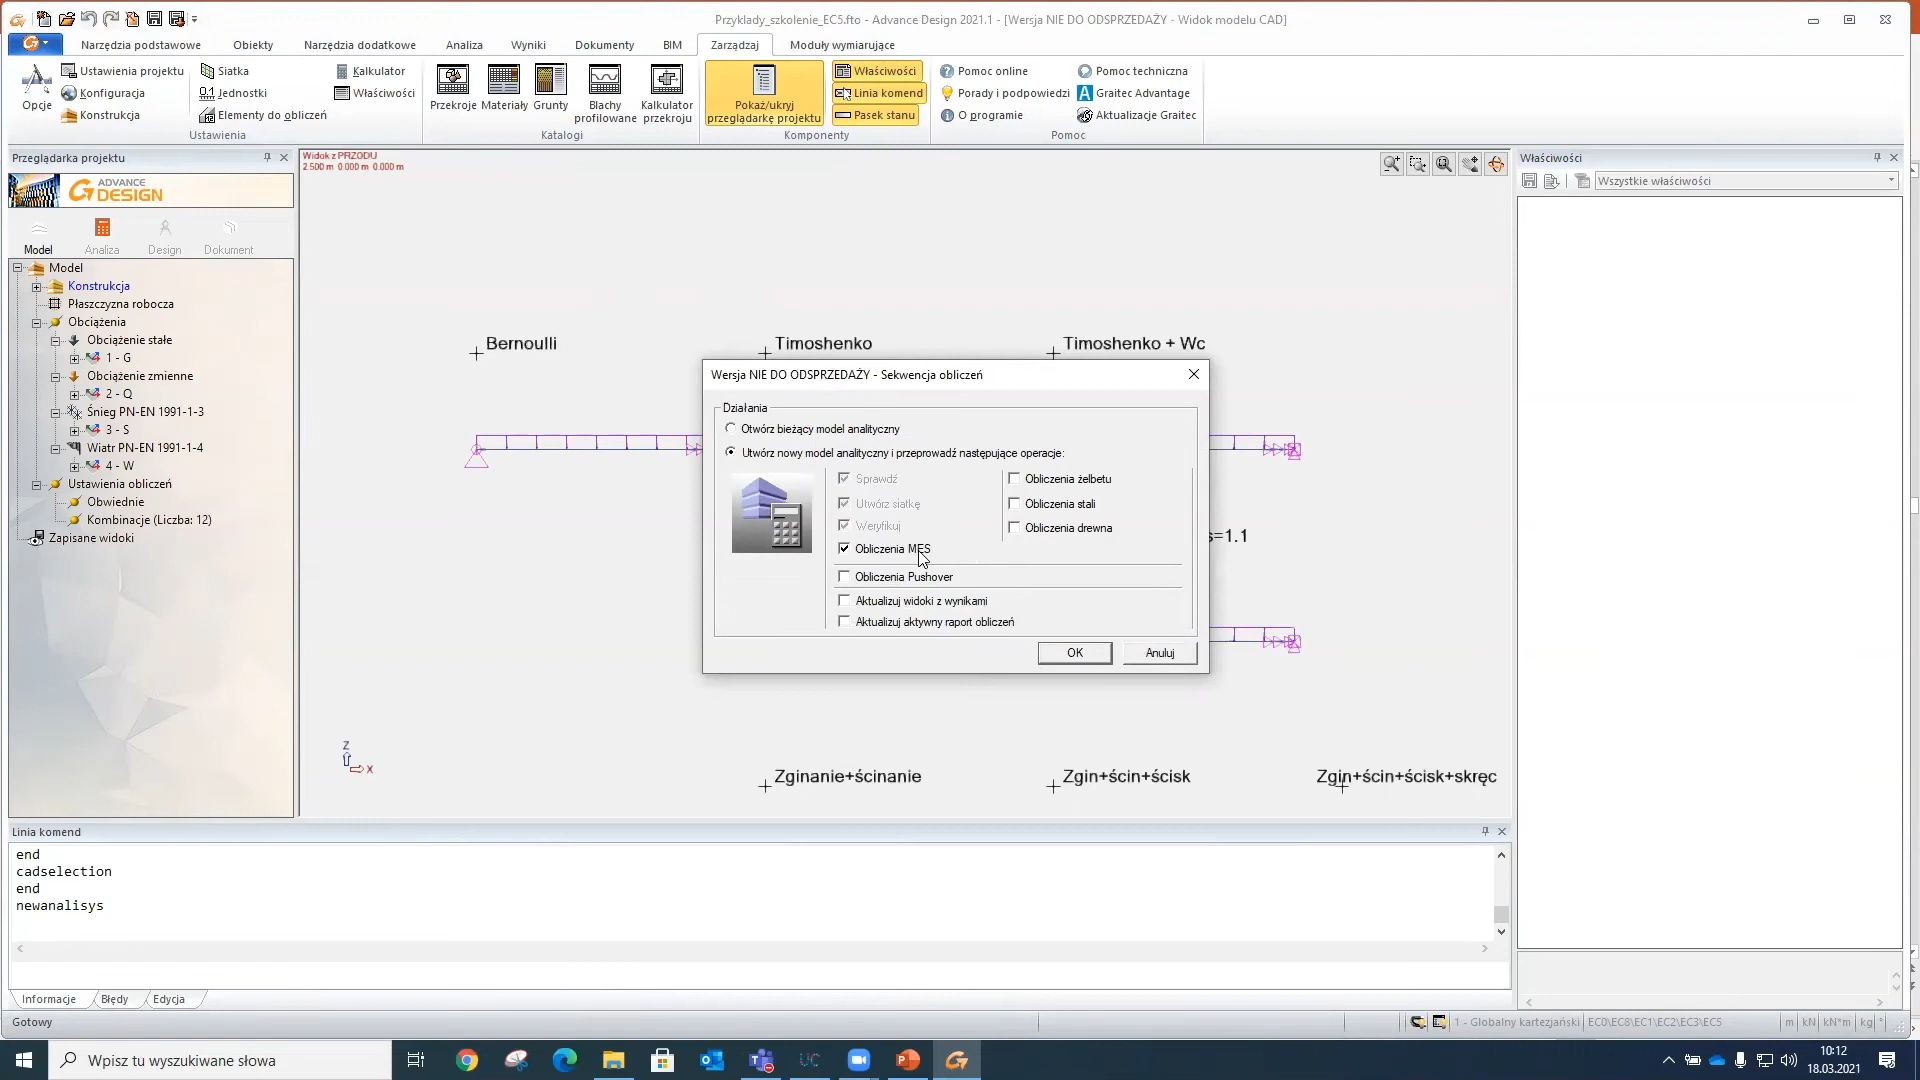 Przyklady_szkolenie_EC5.fto - Advance Design 2021.1 - [Wersja NIE DO ODSPRZEDAŻY - Widok modelu CAD]
Narzędzia podstawowe Obiekty Narzędzia dodatkowe Analiza Wyniki Dokumenty BIM Zarządzaj Moduły wymiarujące
Opcje
Ustawienia projektu
Konfiguracja
Konstrukcja
Siatka
Jednostki
Elementy do obliczeń
Kalkulator
Właściwości
Ustawienia
Przekroje
Materiały
Grunty
Blachy
profilowane
Kalkulator
przekroju
Katalogi
Pokaż/ukryj
przeglądarkę projektu
Właściwości
Linia komend
Pasek stanu
Komponenty
Pomoc online
Porady i podpowiedzi
O programie
Pomoc techniczna
Graitec Advantage
Aktualizacje Graitec
Pomoc
Przeglądarka projektu
ADVANCE
DESIGN
Model Analiza Design Dokument
Model
Konstrukcja
Płaszczyzna robocza
Obciążenia
Obciążenie stałe
1 - G
Obciążenie zmienne
2 - Q
Śnieg PN-EN 1991-1-3
3 - S
Wiatr PN-EN 1991-1-4
4 - W
Ustawienia obliczeń
Obwiednie
Kombinacje (Liczba: 12)
Zapisane widoki
Widok z PRZODU
2.500 m 0.000 m 0.000 m
Bernoulli
Timoshenko
Timoshenko + Wc
s=1.1
Zginanie+ścinanie
Zgin+ścin+ścisk
Zgin+ścin+ścisk+skręc
Z
X
Wersja NIE DO ODSPRZEDAŻY - Sekwencja obliczeń
Działania
Otwórz bieżący model analityczny
Utwórz nowy model analityczny i przeprowadź następujące operacje:
Sprawdź
Utwórz siatkę
Weryfikuj
Obliczenia MES
Obliczenia żelbetu
Obliczenia stali
Obliczenia drewna
Obliczenia Pushover
Aktualizuj widoki z wynikami
Aktualizuj aktywny raport obliczeń
OK
Anuluj
Właściwości
Wszystkie właściwości
Linia komend
end
cadselection
end
newanalisys
Informacje Błędy Edycja
Gotowy
1 - Globalny kartezjański EC0\EC8\EC1\EC2\EC3\EC5 m kN kN*m kg °
Wpisz tu wyszukiwane słowa
10:12
18.03.2021